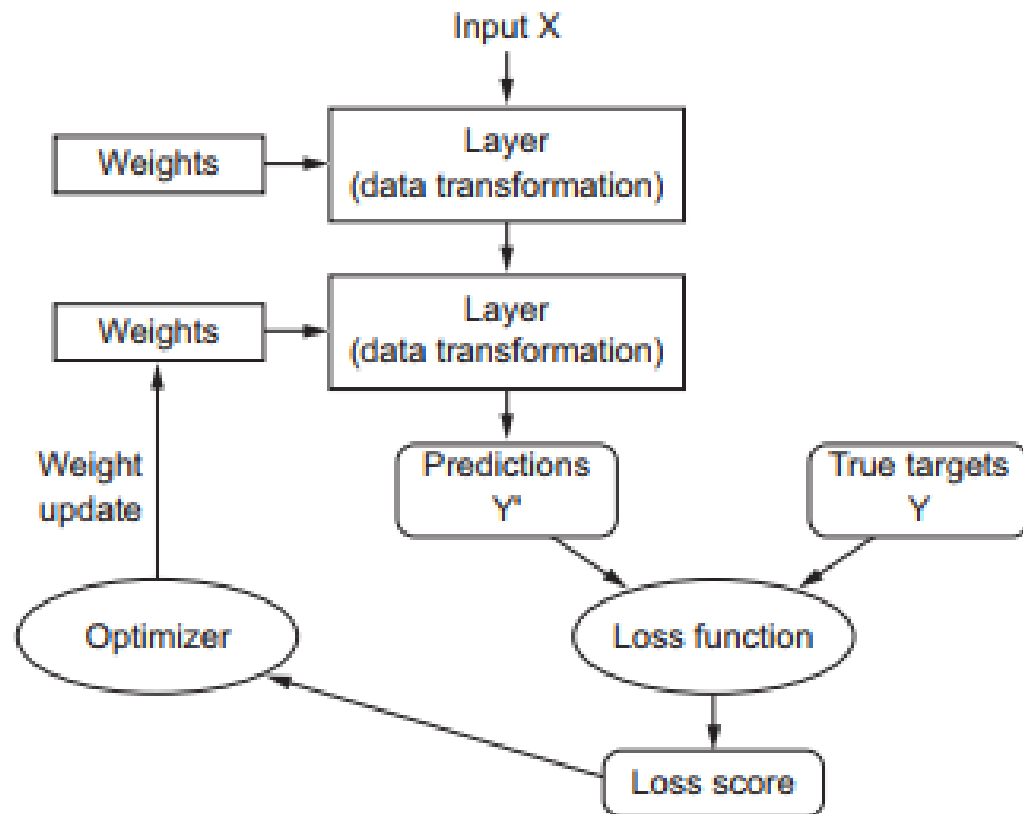 Input X
Weights
Layer
(data transformation)
Weights
Layer
(data transformation)
Weight
update
Predictions
Y'
True targets
Y
Optimizer
Loss function
Loss score